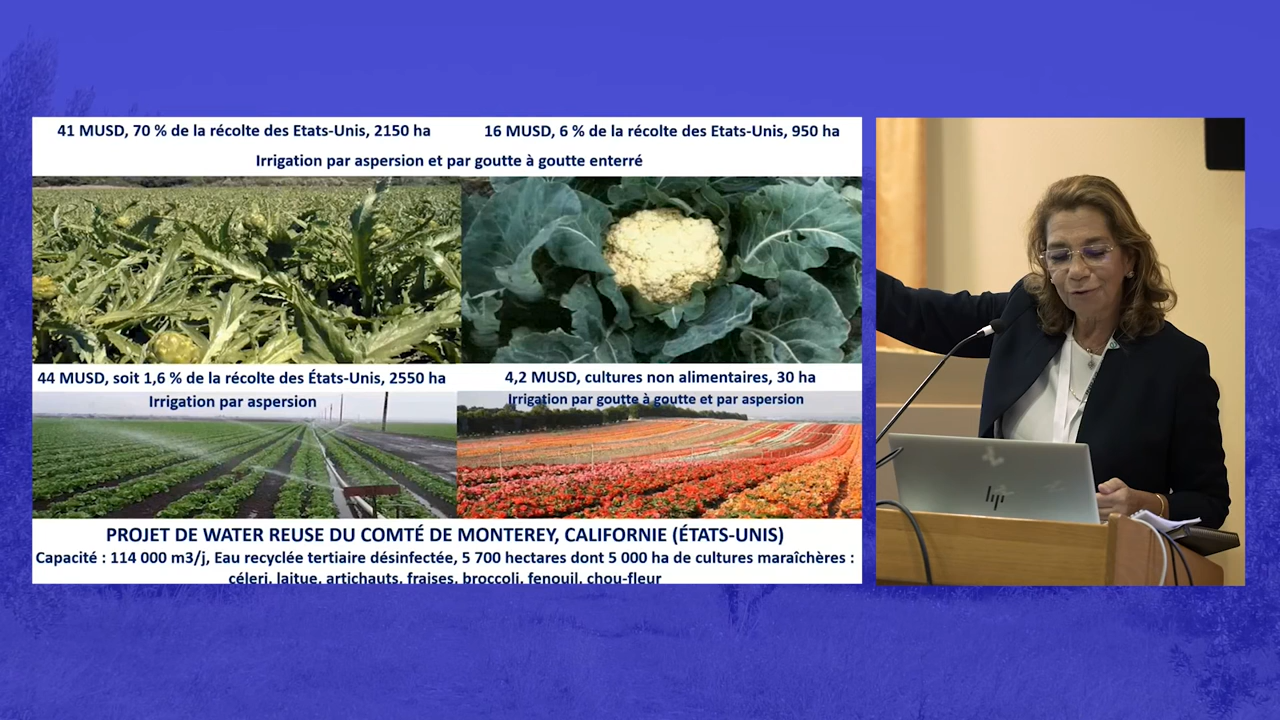 41 MUSD, 70 % de la récolte des Etats-Unis, 2150 ha
16 MUSD, 6 % de la récolte des Etats-Unis, 950 ha
Irrigation par aspersion et par goutte à goutte enterré
44 MUSD, soit 1,6 % de la récolte des États-Unis, 2550 ha
Irrigation par aspersion
4,2 MUSD, cultures non alimentaires, 30 ha
Irrigation par goutte à goutte et par aspersion
PROJET DE WATER REUSE DU COMTÉ DE MONTEREY, CALIFORNIE (ÉTATS-UNIS)
Capacité : 114 000 m3/j, Eau recyclée tertiaire désinfectée, 5 700 hectares dont 5 000 ha de cultures maraîchères :
céleri, laitue, artichauts, fraises, broccoli, fenouil, chou-fleur
hp